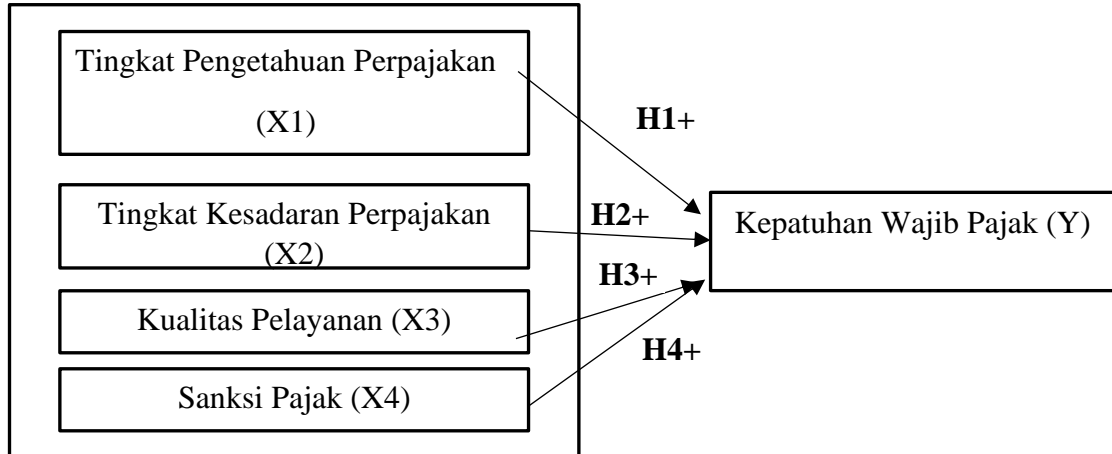 Tingkat Pengetahuan Perpajakan
(X1)
H1+
Tingkat Kesadaran Perpajakan
(X2)
H2+
Kepatuhan Wajib Pajak (Y)
H3+
Kualitas Pelayanan (X3)
H4+
Sanksi Pajak (X4)